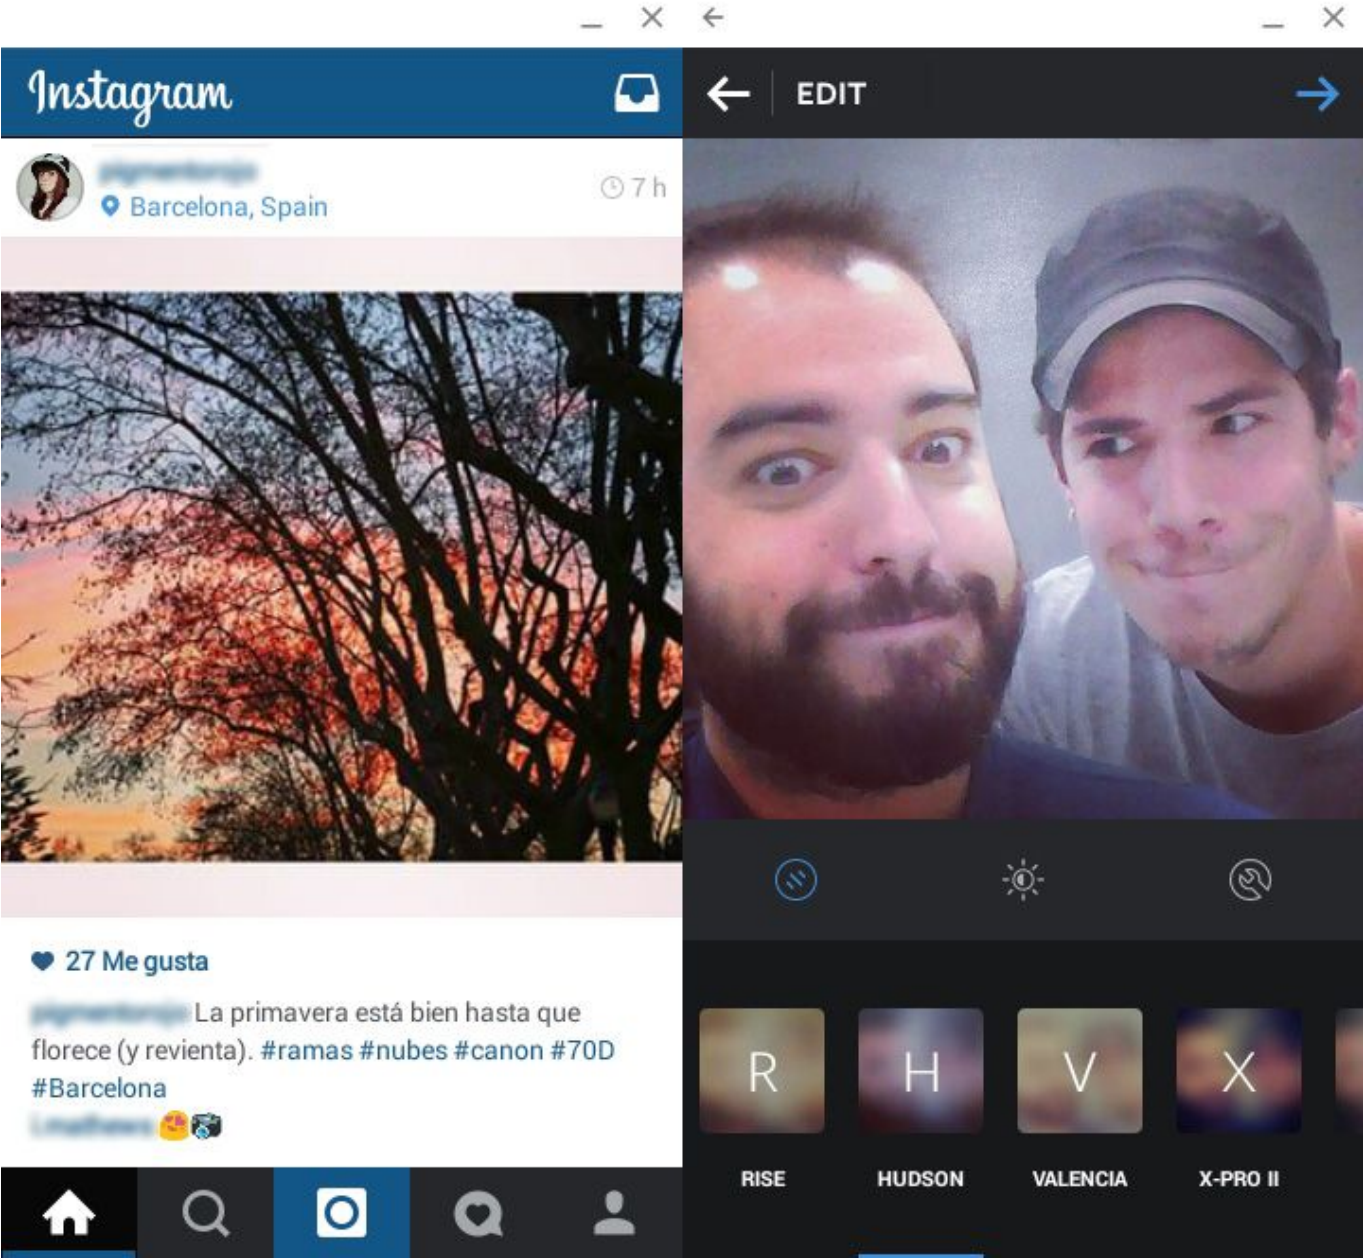 Instagram
Barcelona, Spain
7 h
27 Me gusta
La primavera está bien hasta que
florece (y revienta). #ramas #nubes #canon #70D
#Barcelona
EDIT
R
H
V
X
RISE
HUDSON
VALENCIA
X-PRO II